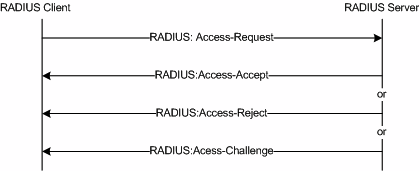 RADIUS Client
RADIUS Server
RADIUS: Access-Request
RADIUS:Access-Accept
or
RADIUS:Access-Reject
or
RADIUS:Acess-Challenge